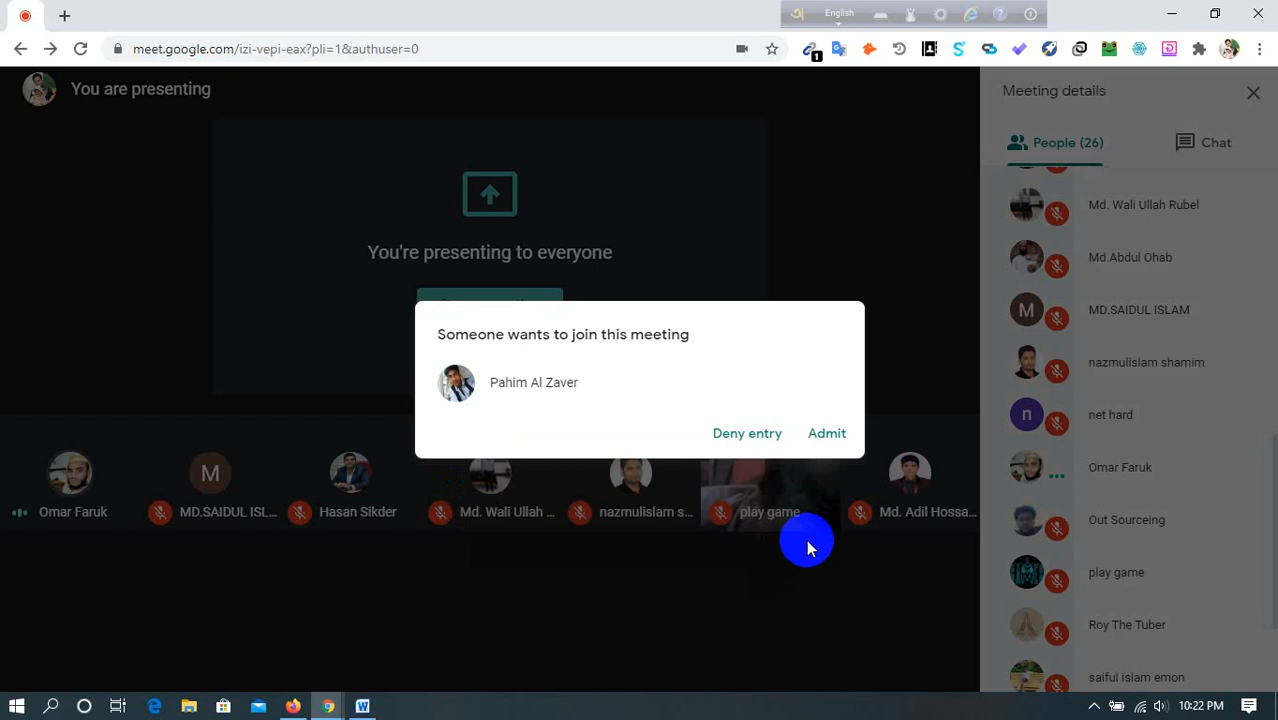 অ English
meet.google.com/izi-vepi-eax?pli=1&authuser=0
1
You are presenting
Meeting details
People (26)
Chat
You're presenting to everyone
Someone wants to join this meeting
Pahim Al Zaver
Deny entry Admit
Md. Wali Ullah Rubel
Md.Abdul Ohab
M MD.SAIDUL ISLAM
nazmulislam shamim
n net hard
Omar Faruk
Out Sourceing
play game
Roy The Tuber
saiful islam emon
M
Omar Faruk MD.SAIDUL ISL... Hasan Sikder Md. Wali Ullah ... nazmulislam s... play game Md. Adil Hossa...
W
10:22 PM